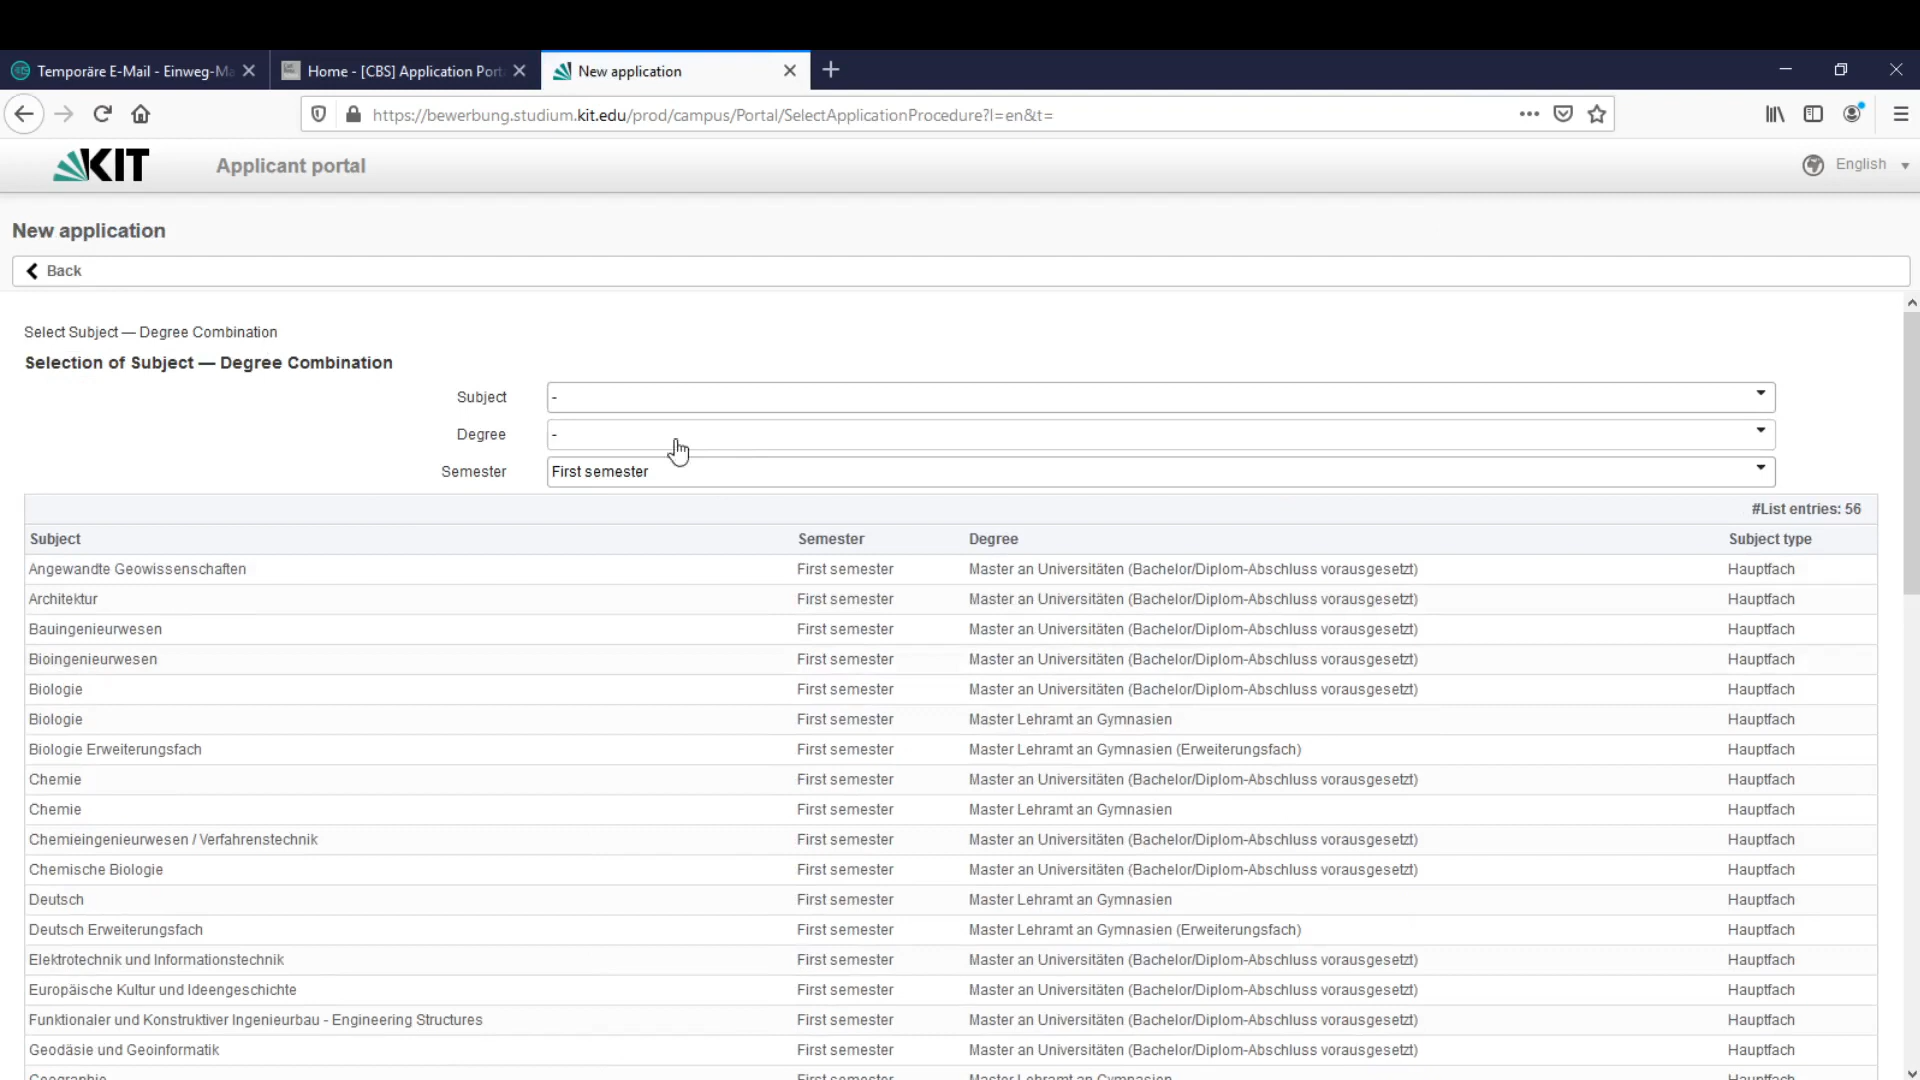 Temporäre E-Mail - Einweg-Ma
Home - [CBS] Application Port
New application
https://bewerbung.studium.kit.edu/prod/campus/Portal/SelectApplicationProcedure?l=en&t=
KIT
Applicant portal
English
New application
Back
Select Subject — Degree Combination
Selection of Subject — Degree Combination
Subject -
Degree -
Semester First semester
#List entries: 56
Subject Semester Degree Subject type
Angewandte Geowissenschaften First semester Master an Universitäten (Bachelor/Diplom-Abschluss vorausgesetzt) Hauptfach
Architektur First semester Master an Universitäten (Bachelor/Diplom-Abschluss vorausgesetzt) Hauptfach
Bauingenieurwesen First semester Master an Universitäten (Bachelor/Diplom-Abschluss vorausgesetzt) Hauptfach
Bioingenieurwesen First semester Master an Universitäten (Bachelor/Diplom-Abschluss vorausgesetzt) Hauptfach
Biologie First semester Master an Universitäten (Bachelor/Diplom-Abschluss vorausgesetzt) Hauptfach
Biologie First semester Master Lehramt an Gymnasien Hauptfach
Biologie Erweiterungsfach First semester Master Lehramt an Gymnasien (Erweiterungsfach) Hauptfach
Chemie First semester Master an Universitäten (Bachelor/Diplom-Abschluss vorausgesetzt) Hauptfach
Chemie First semester Master Lehramt an Gymnasien Hauptfach
Chemieingenieurwesen / Verfahrenstechnik First semester Master an Universitäten (Bachelor/Diplom-Abschluss vorausgesetzt) Hauptfach
Chemische Biologie First semester Master an Universitäten (Bachelor/Diplom-Abschluss vorausgesetzt) Hauptfach
Deutsch First semester Master Lehramt an Gymnasien Hauptfach
Deutsch Erweiterungsfach First semester Master Lehramt an Gymnasien (Erweiterungsfach) Hauptfach
Elektrotechnik und Informationstechnik First semester Master an Universitäten (Bachelor/Diplom-Abschluss vorausgesetzt) Hauptfach
Europäische Kultur und Ideengeschichte First semester Master an Universitäten (Bachelor/Diplom-Abschluss vorausgesetzt) Hauptfach
Funktionaler und Konstruktiver Ingenieurbau - Engineering Structures First semester Master an Universitäten (Bachelor/Diplom-Abschluss vorausgesetzt) Hauptfach
Geodäsie und Geoinformatik First semester Master an Universitäten (Bachelor/Diplom-Abschluss vorausgesetzt) Hauptfach
Geographie First semester Master Lehramt an Gymnasien Hauptfach